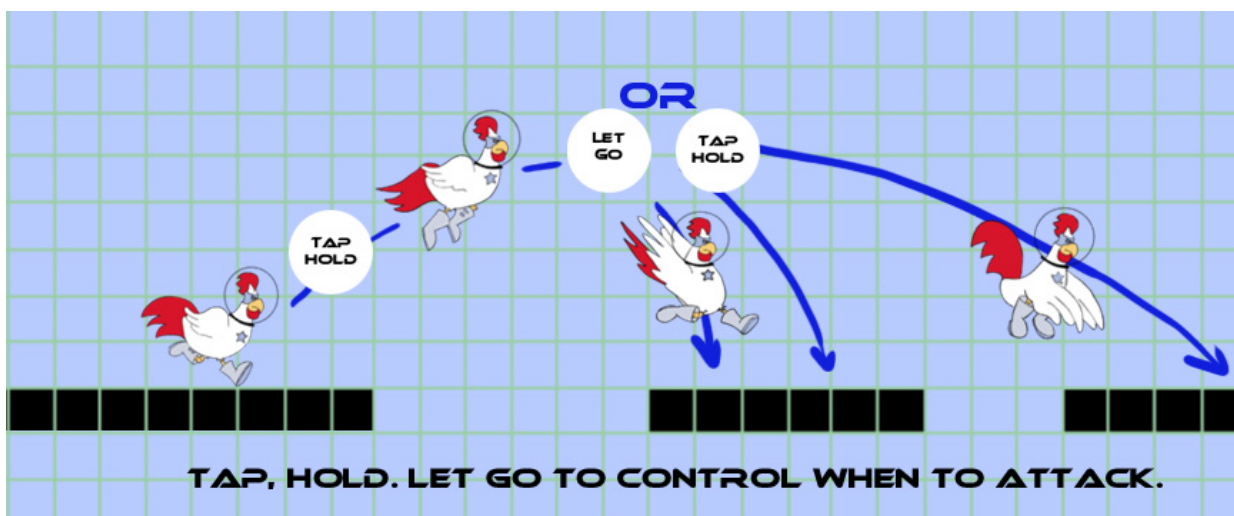 OR
LET
GO
TAP
HOLD
TAP
HOLD
TAP, HOLD. LET GO TO CONTROL WHEN TO ATTACK.